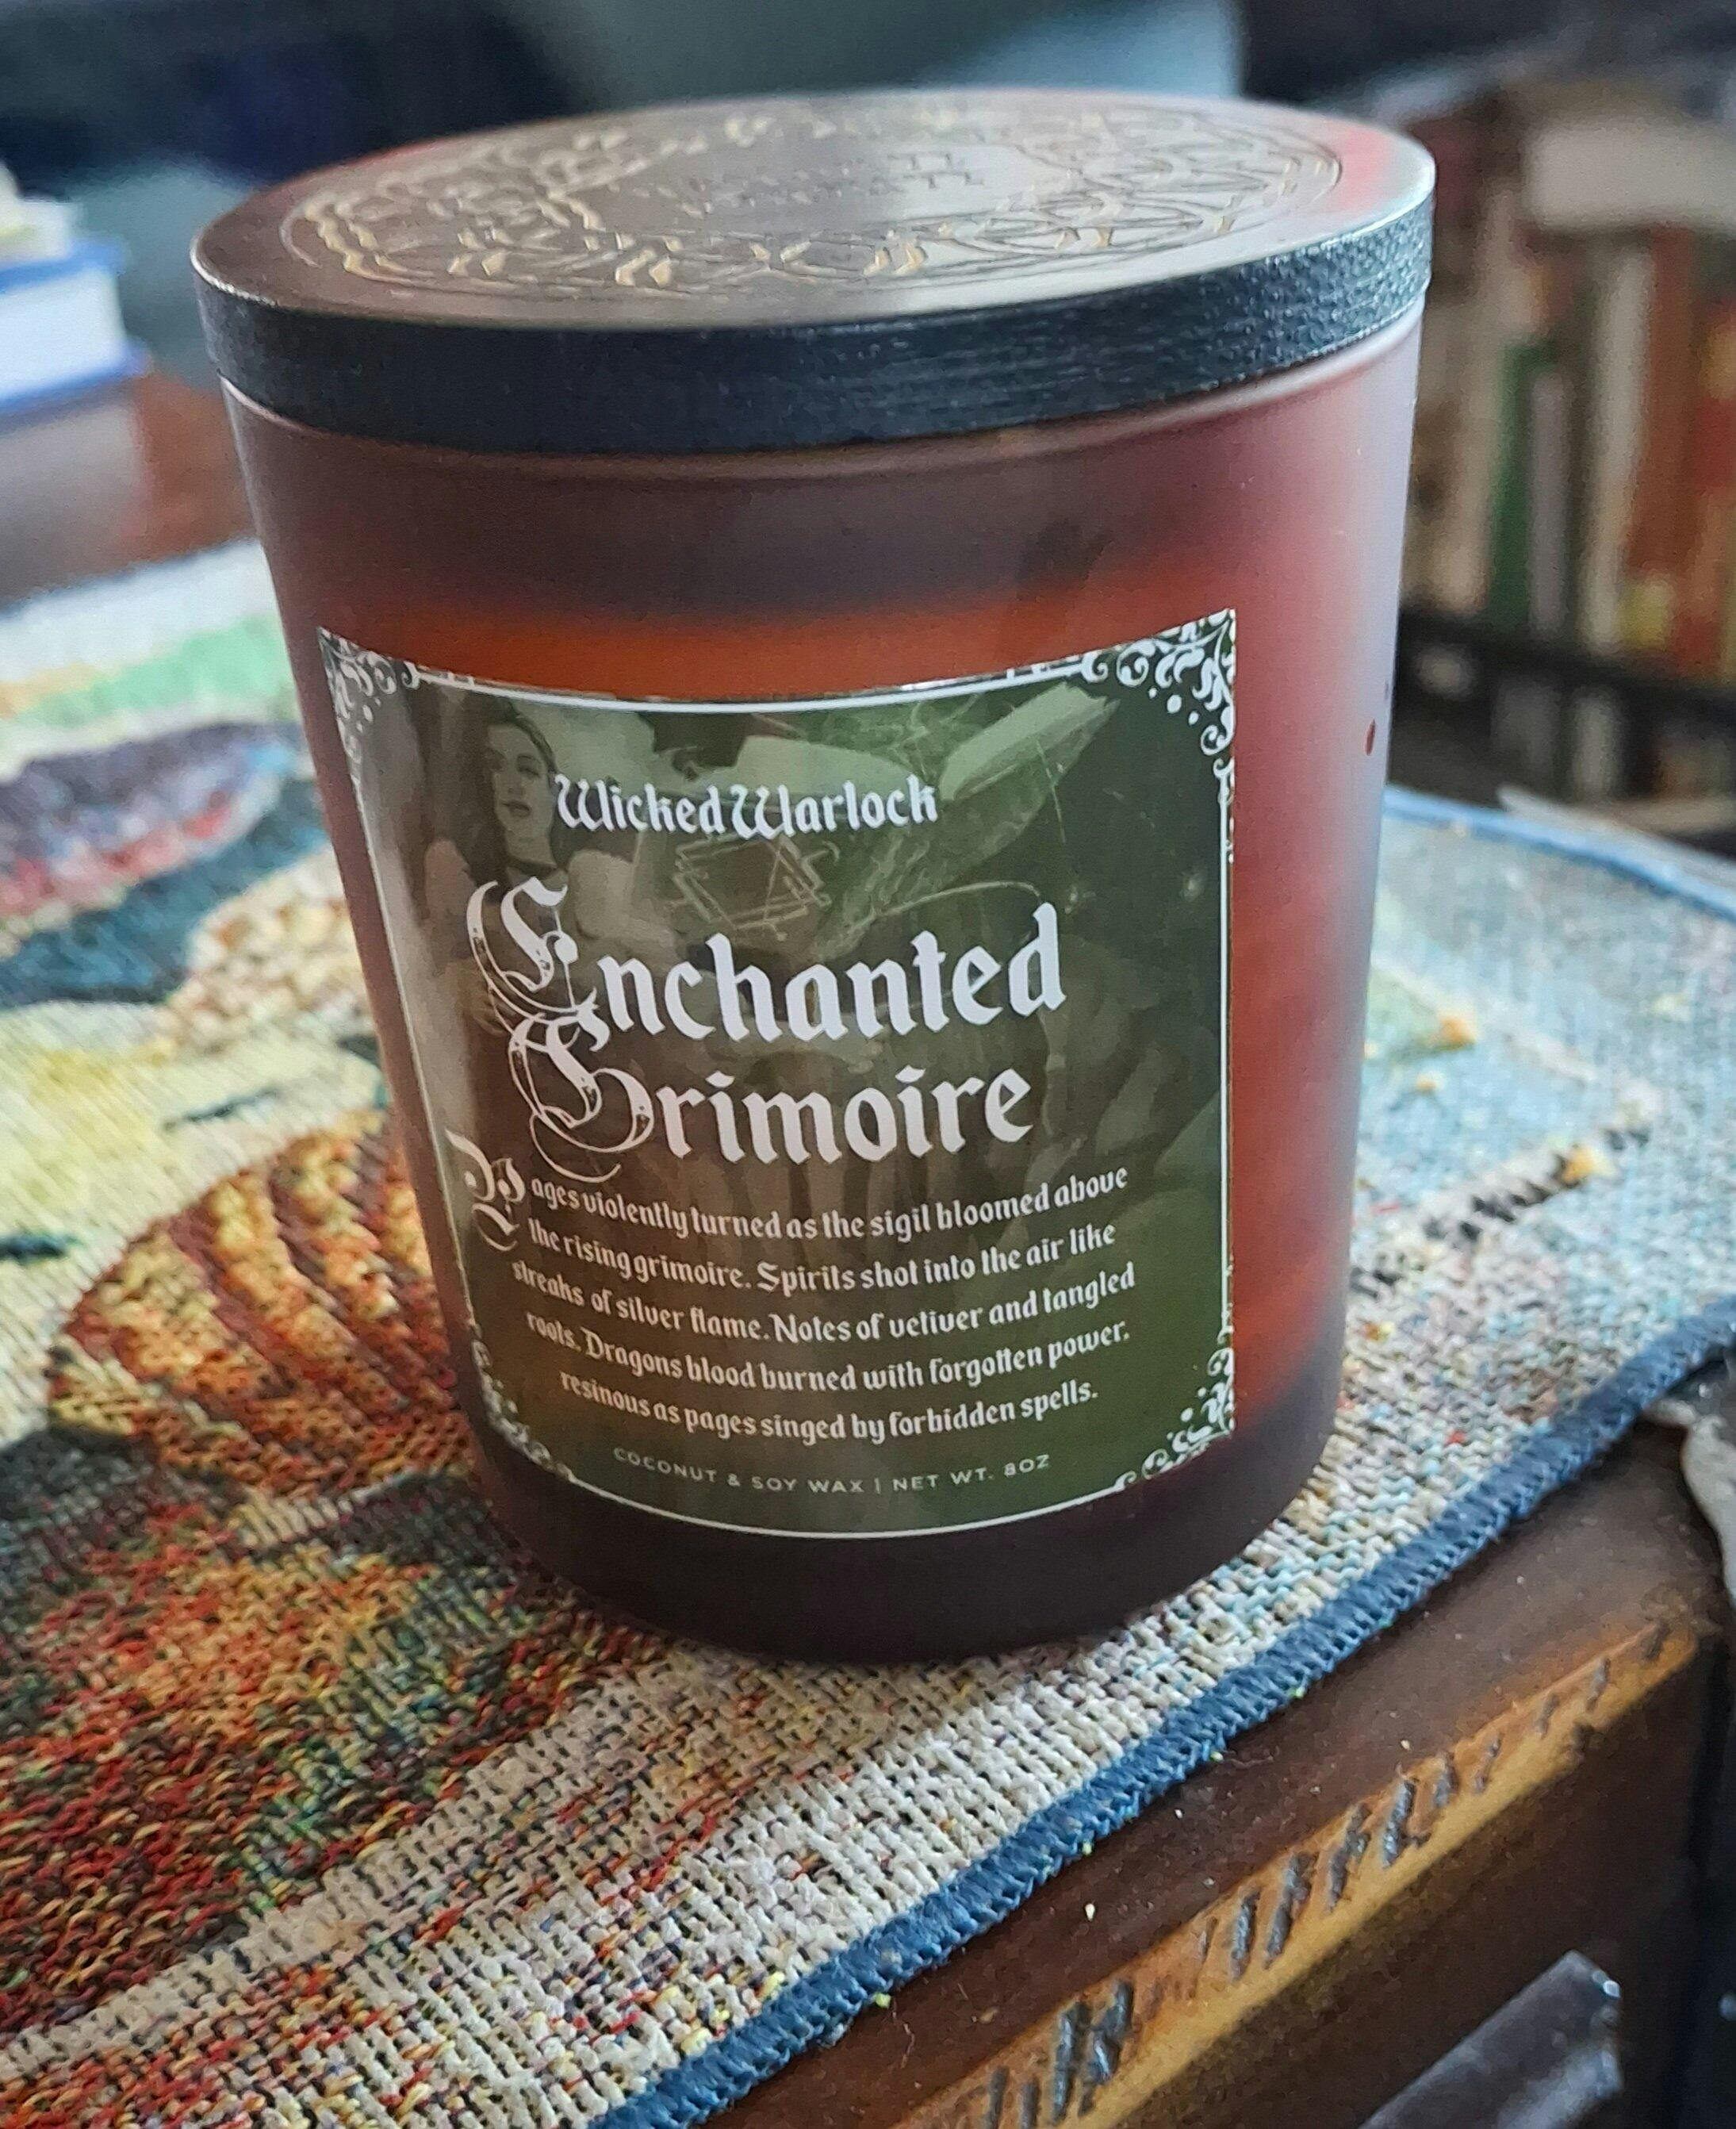 Wicked Warlock
Enchanted
Grimoire
Pages violently turned as the sigil bloomed above
the rising grimoire. Spirits shot into the air like
streaks of silver flame. Notes of vetiver and tangled
roots. Dragons blood burned with forgotten power,
resinous as pages singed by forbidden spells.
COCONUT & SOY WAX | NET WT. 8OZ